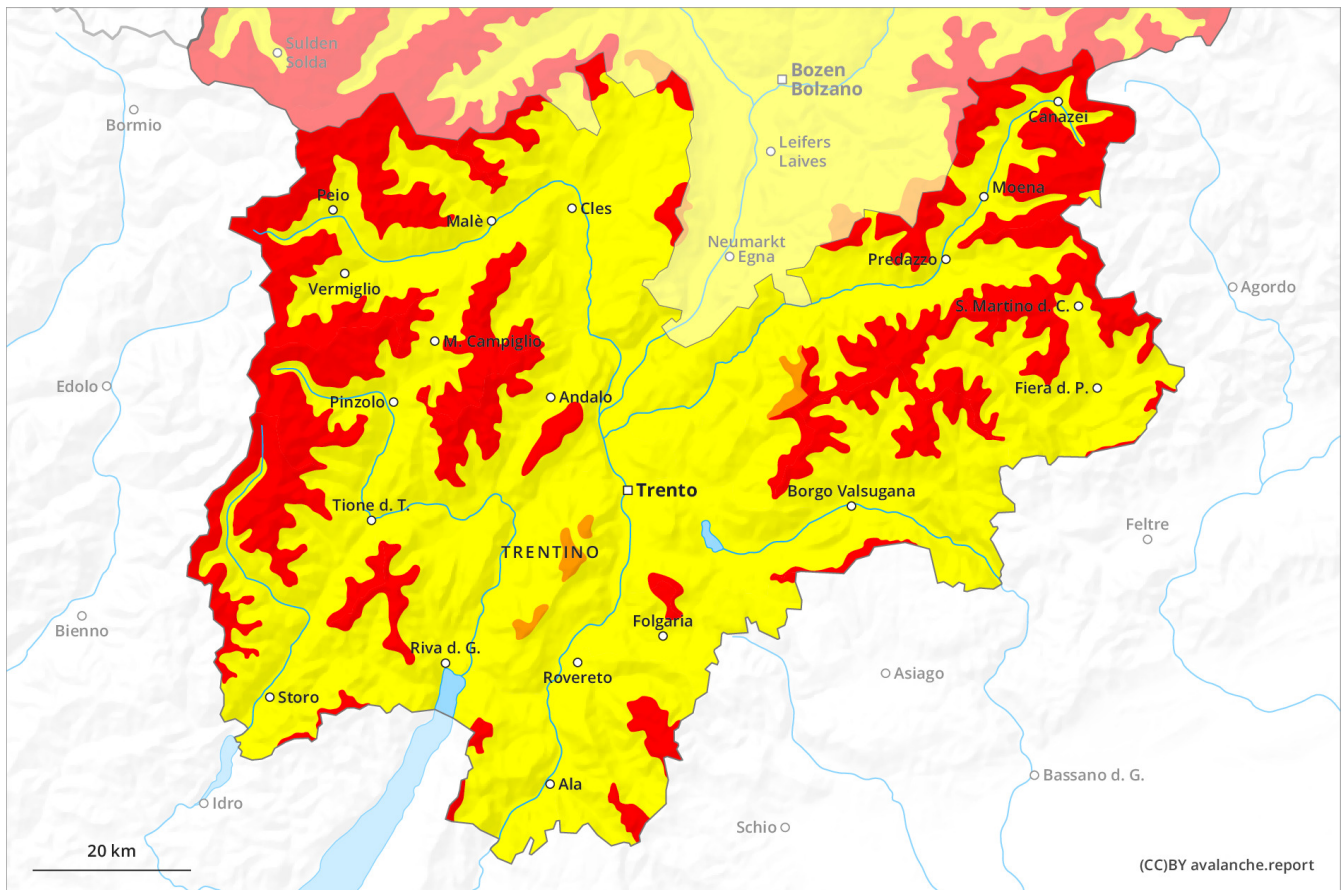 Sulden
Solda
Bozen
Bolzano
Bormio
Canazei
Leifers
Laives
Peio
Moena
Malè
Cles
Neumarkt
Egna
Predazzo
Vermiglio
Agordo
S. Martino d. C.
M. Campiglio
Edolo
Fiera d. P.
Pinzolo
Andalo
Trento
Borgo Valsugana
Tione d. T.
Feltre
TRENTINO
Bienno
Folgaria
Riva d. G.
Rovereto
Asiago
Storo
Bassano d. G.
Ala
Idro
Schio
20 km
(CC)BY avalanche.report